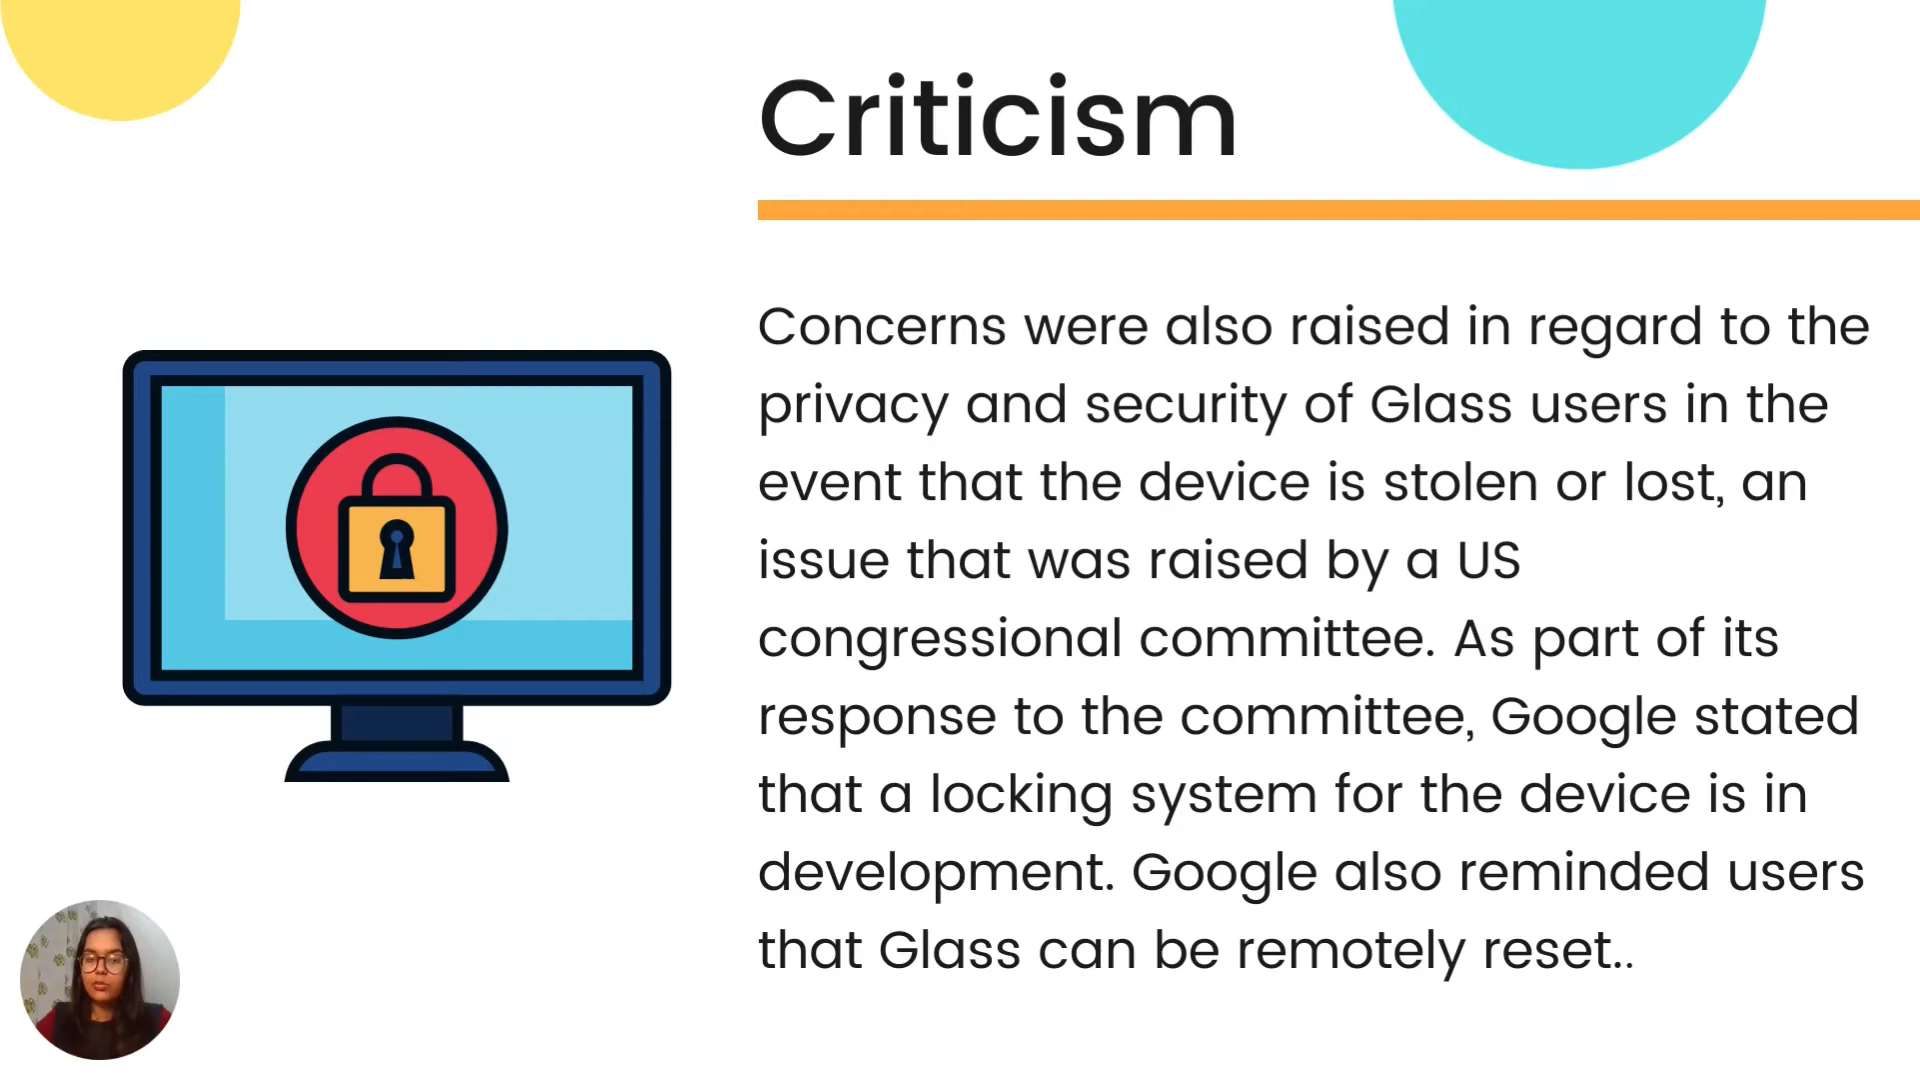 Criticism
Concerns were also raised in regard to the
privacy and security of Glass users in the
event that the device is stolen or lost, an
issue that was raised by a US
congressional committee. As part of its
response to the committee, Google stated
that a locking system for the device is in
development. Google also reminded users
that Glass can be remotely reset..